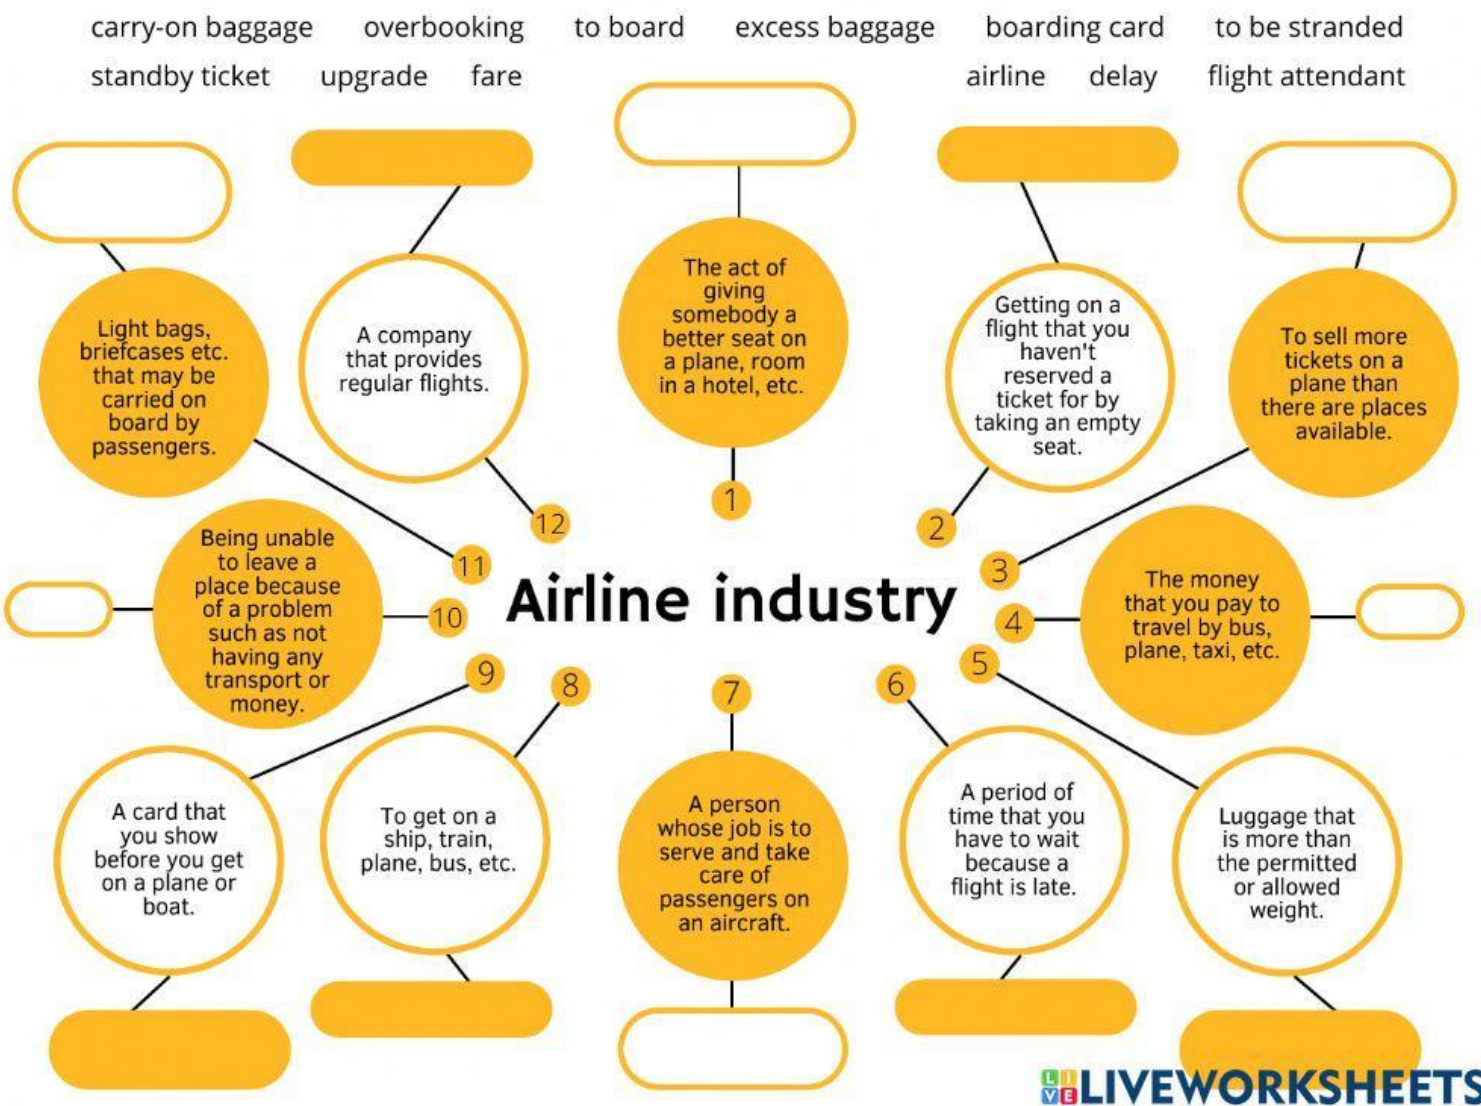 carry-on baggage overbooking to board excess baggage boarding card to be stranded
standby ticket upgrade fare airline delay flight attendant
The act of
giving
somebody a
better seat on
a plane, room
in a hotel, etc.
1
Getting on a
flight that you
haven't
reserved a
ticket for by
taking an empty
seat.
2
To sell more
tickets on a
plane than
there are places
available.
3
The money
that you pay to
travel by bus,
plane, taxi, etc.
4
Luggage that
is more than
the permitted
or allowed
weight.
5
A period of
time that you
have to wait
because a
flight is late.
6
A person
whose job is to
serve and take
care of
passengers on
an aircraft.
7
To get on a
ship, train,
plane, bus, etc.
8
A card that
you show
before you get
on a plane or
boat.
9
Being unable
to leave a
place because
of a problem
such as not
having any
transport or
money.
10
Light bags,
briefcases etc.
that may be
carried on
board by
passengers.
11
A company
that provides
regular flights.
12
Airline industry
LIVE LIVEWORKSHEETS